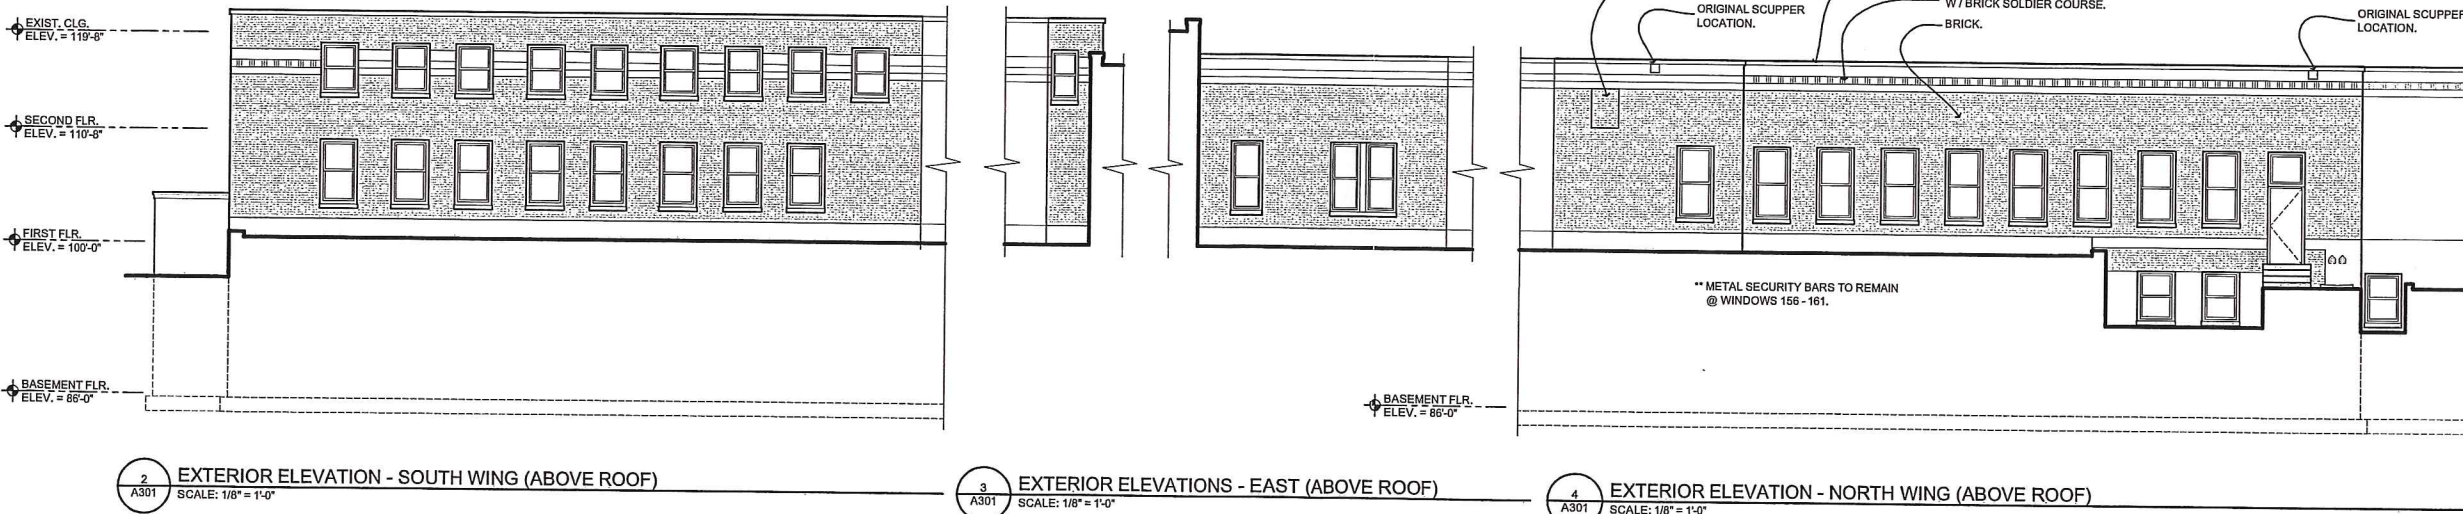 EXIST. CLG.
ELEV. = 119'-8"
SECOND FLR.
ELEV. = 110'-8"
FIRST FLR.
ELEV. = 100'-0"
BASEMENT FLR.
ELEV. = 86'-0"
ORIGINAL SCUPPER
LOCATION.
W/ BRICK SOLDIER COURSE.
BRICK.
ORIGINAL SCUPPER
LOCATION.
** METAL SECURITY BARS TO REMAIN
@ WINDOWS 156 - 161.
BASEMENT FLR.
ELEV. = 86'-0"
2
A301
EXTERIOR ELEVATION - SOUTH WING (ABOVE ROOF)
SCALE: 1/8" = 1'-0"
3
A301
EXTERIOR ELEVATIONS - EAST (ABOVE ROOF)
SCALE: 1/8" = 1'-0"
4
A301
EXTERIOR ELEVATION - NORTH WING (ABOVE ROOF)
SCALE: 1/8" = 1'-0"